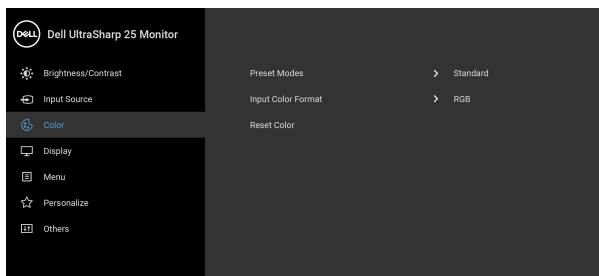 DELL
Dell UltraSharp 25 Monitor
Brightness/Contrast
Input Source
Color
Display
Menu
Personalize
Others
Preset Modes Standard
Input Color Format RGB
Reset Color